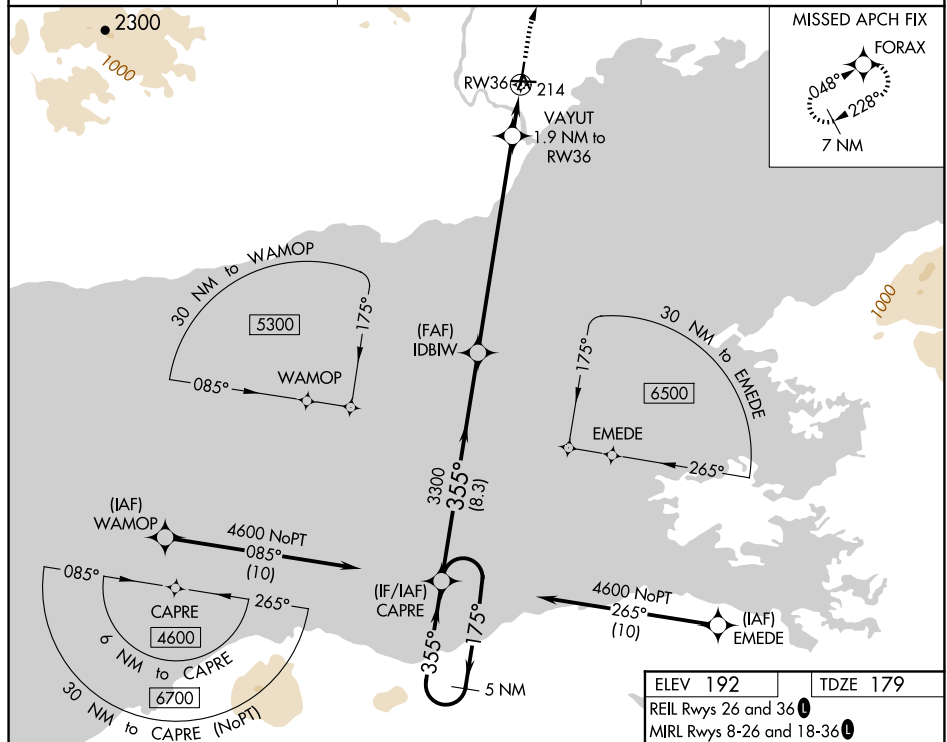 2300
1000
RW36
214
VAYUT
1.9 NM to
RW36
MISSED APCH FIX
FORAX
048°
228°
7 NM
30 NM to WAMOP
5300
175°
085°
WAMOP
(FAF)
IDBIW
30 NM to EMEDE
175°
6500
EMEDE
265°
1000
3300
355°
(8.3)
(IAF)
WAMOP
4600 NoPT
085°
(10)
085°
265°
CAPRE
4600
6 NM to CAPRE
6700
30 NM to CAPRE (NoPT)
(IF/IAF)
CAPRE
355°
175°
5 NM
4600 NoPT
265°
(10)
(IAF)
EMEDE
ELEV 192
TDZE 179
REIL Rwys 26 and 36 L
MIRL Rwys 8-26 and 18-36 L